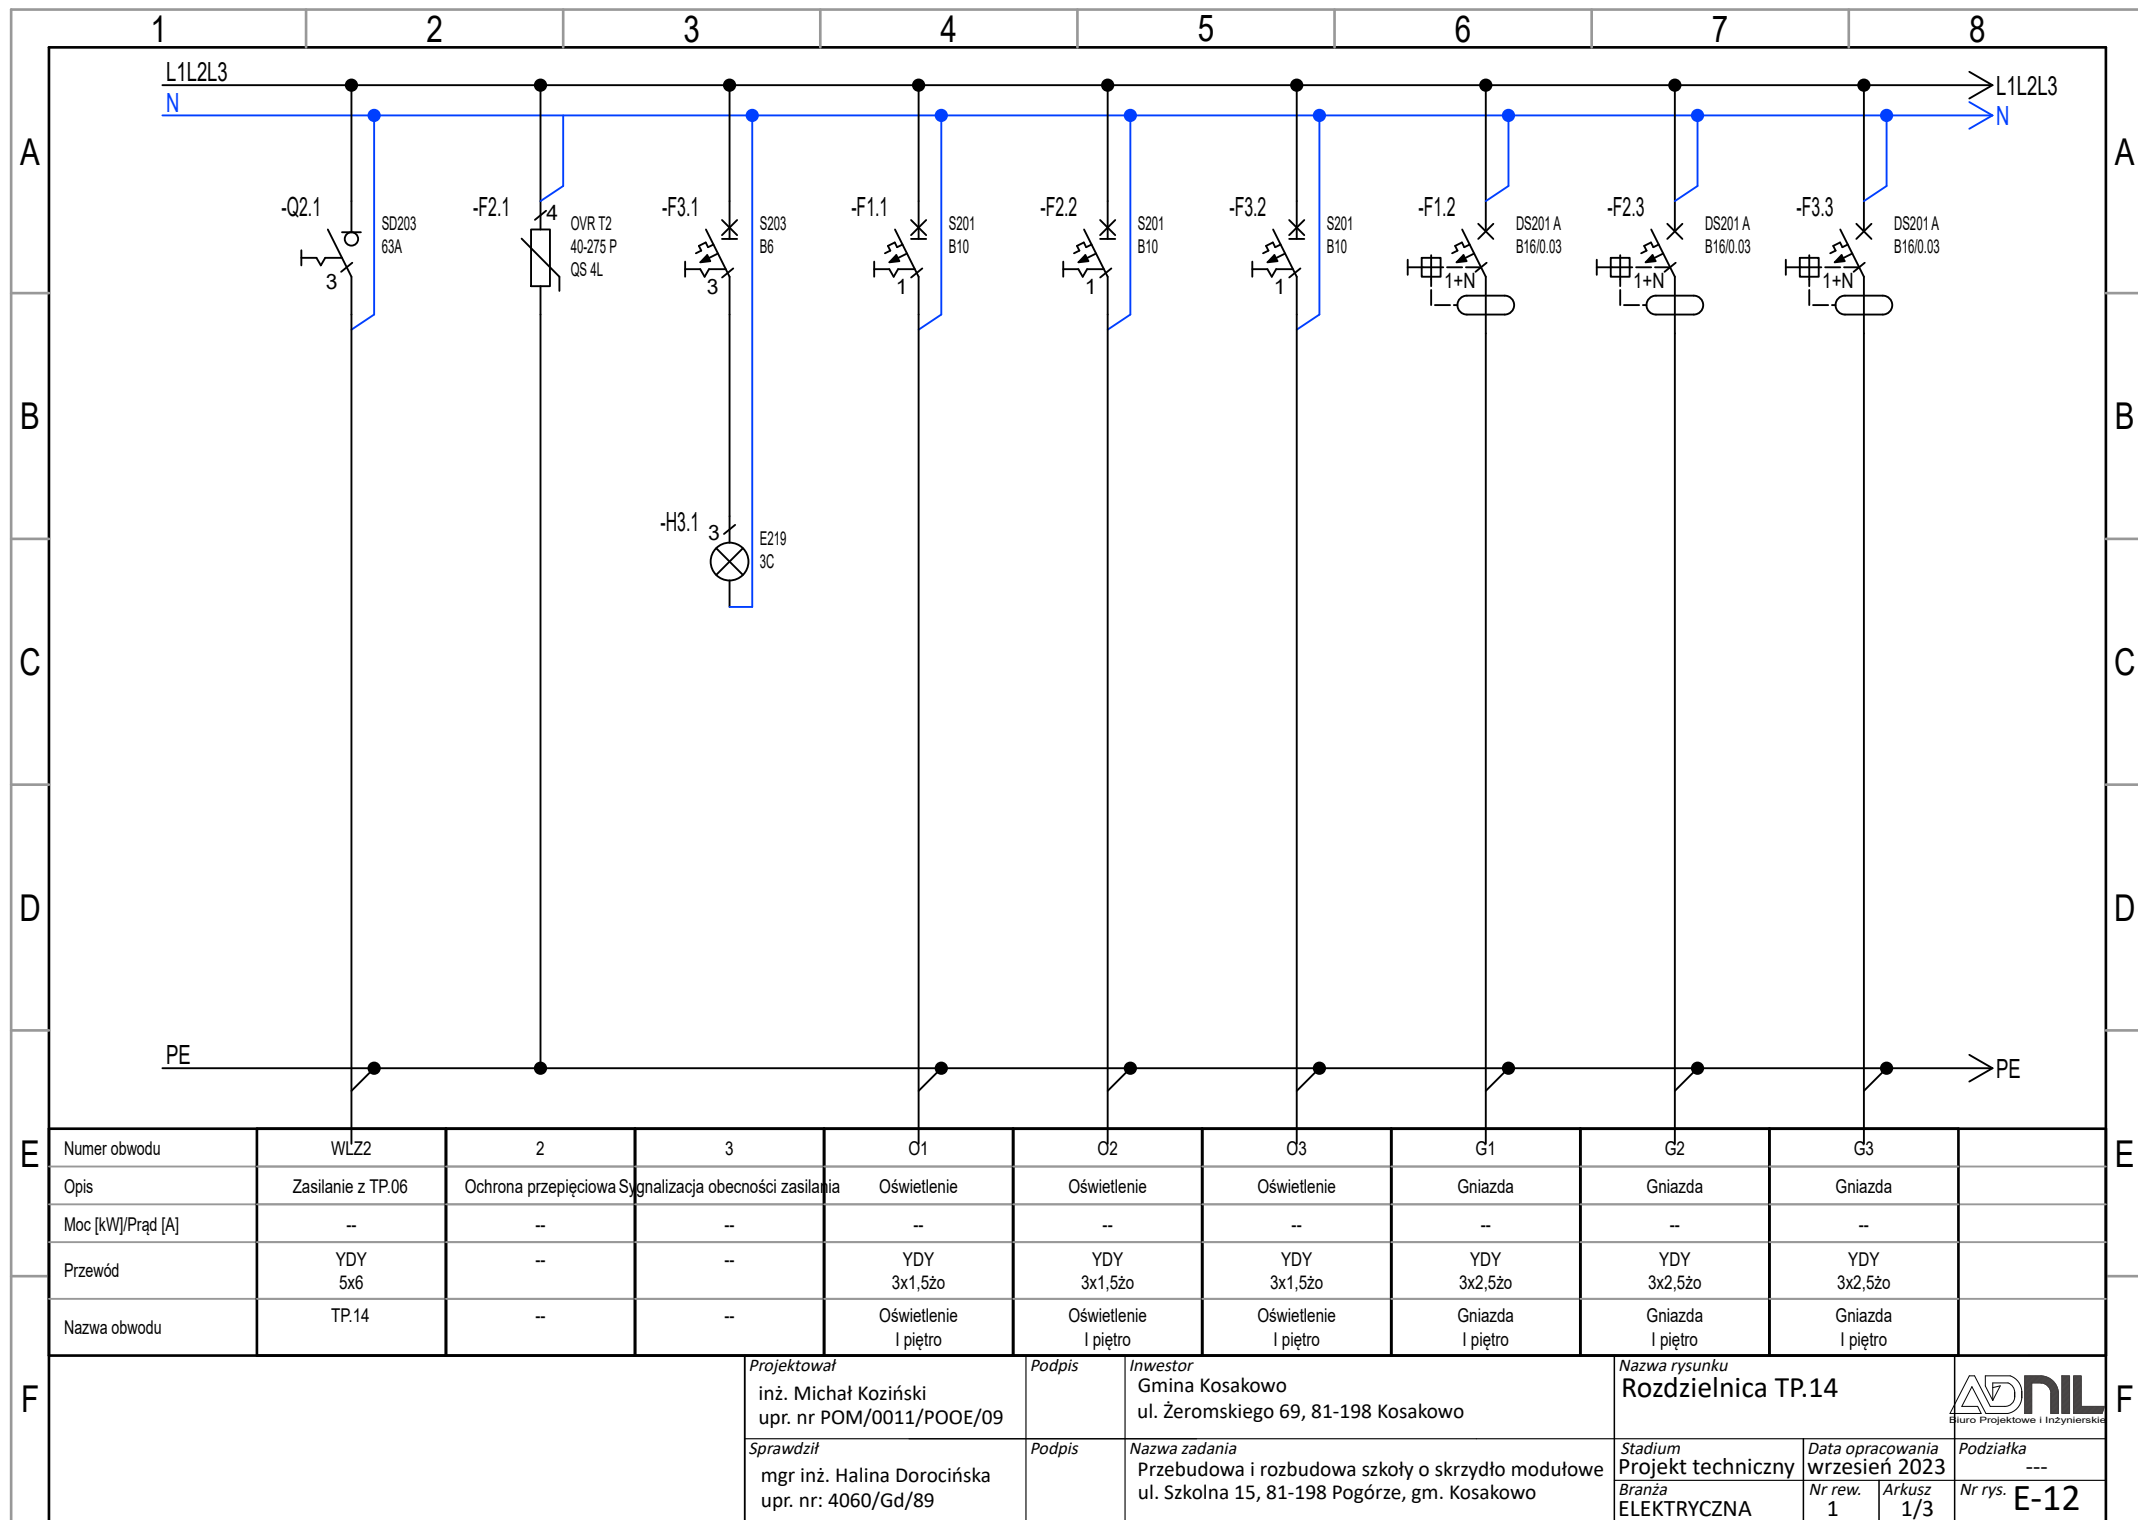 1 2 3 4 5 6 7 8
L1L2L3 L1L2L3
N N
A A
-Q2.1 SD203 63A 3
-F2.1 4 OVR T2 40-275 P QS 4L
-F3.1 S203 B6 3
-F1.1 S201 B10 1
-F2.2 S201 B10 1
-F3.2 S201 B10 1
-F1.2 DS201 A B16/0.03 1+N
-F2.3 DS201 A B16/0.03 1+N
-F3.3 DS201 A B16/0.03 1+N
B B
-H3.1 3 E219 3C
C C
D D
PE PE
E E
Numer obwodu WLZ2 2 3 O1 O2 O3 G1 G2 G3
Opis Zasilanie z TP.06 Ochrona przepięciowa Sygnalizacja obecności zasilania Oświetlenie Oświetlenie Oświetlenie Gniazda Gniazda Gniazda
Moc [kW]/Prąd [A] -- -- -- -- -- -- -- -- --
Przewód YDY -- -- YDY YDY YDY YDY YDY YDY
5x6 3x1,5żo 3x1,5żo 3x1,5żo 3x2,5żo 3x2,5żo 3x2,5żo
Nazwa obwodu TP.14 -- -- Oświetlenie Oświetlenie Oświetlenie Gniazda Gniazda Gniazda
I piętro I piętro I piętro I piętro I piętro I piętro
F F
Projektował
inż. Michał Koziński
upr. nr POM/0011/POOE/09
Podpis
Inwestor
Gmina Kosakowo
ul. Żeromskiego 69, 81-198 Kosakowo
Nazwa rysunku
Rozdzielnica TP.14
ADNIL
Biuro Projektowe i Inżynierskie
Sprawdził
mgr inż. Halina Dorocińska
upr. nr: 4060/Gd/89
Podpis
Nazwa zadania
Przebudowa i rozbudowa szkoły o skrzydło modułowe
ul. Szkolna 15, 81-198 Pogórze, gm. Kosakowo
Stadium
Projekt techniczny
Data opracowania
wrzesień 2023
Podziałka
---
Branża
ELEKTRYCZNA
Nr rew.
1
Arkusz
1/3
Nr rys. E-12